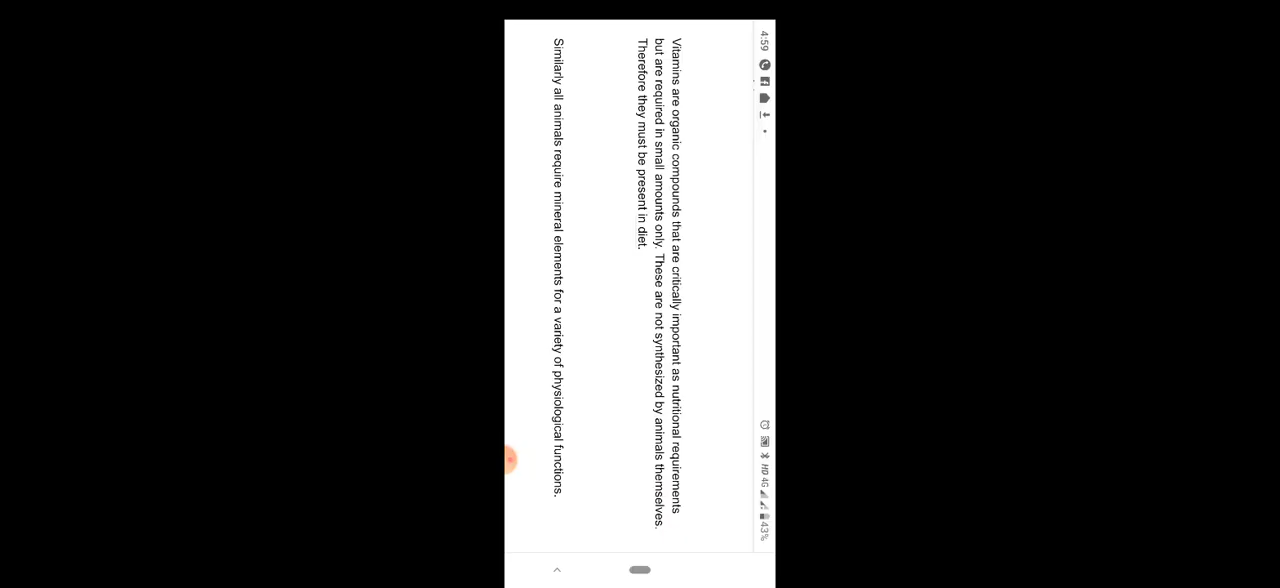 4:59
HD 4G 43%
Vitamins are organic compounds that are critically important as nutritional requirements
but are required in small amounts only. These are not synthesized by animals themselves.
Therefore they must be present in diet.
Similarly all animals require mineral elements for a variety of physiological functions.